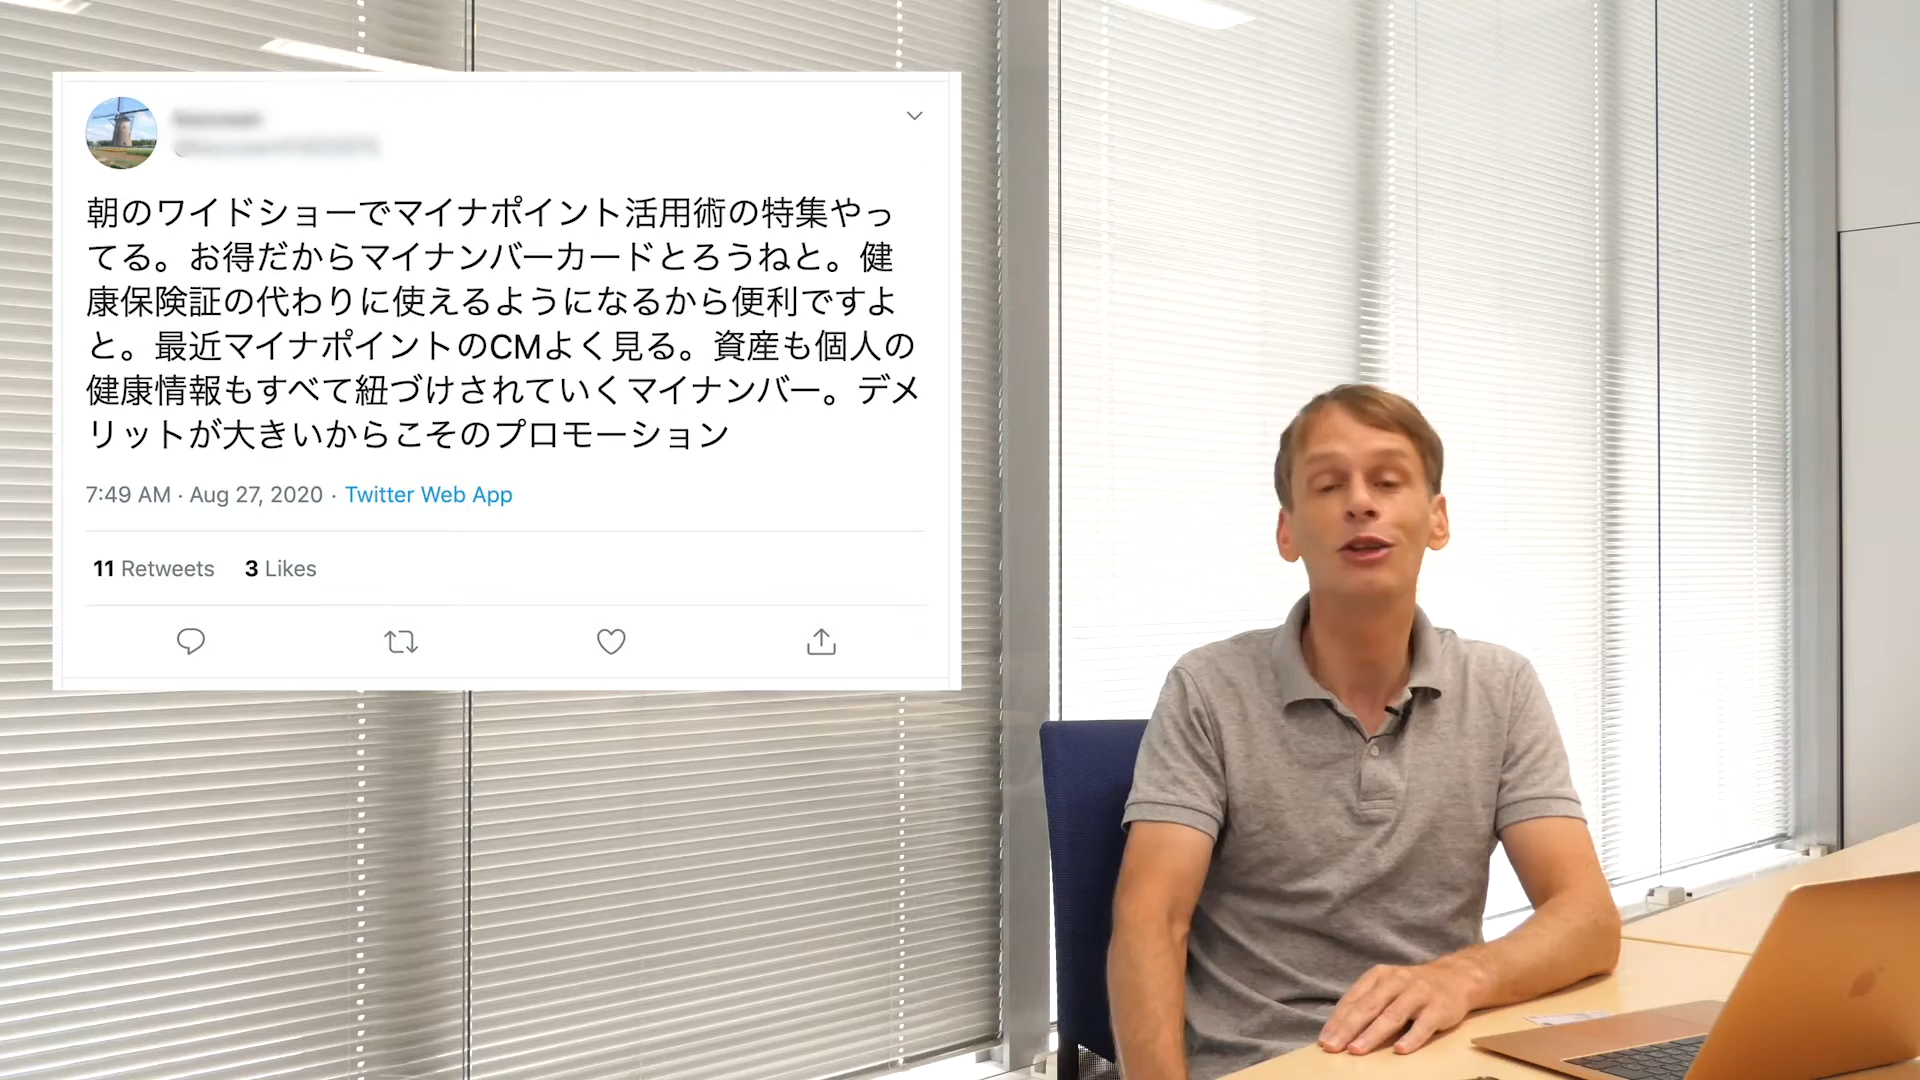 朝のワイドショーでマイナポイント活用術の特集やっ
てる。お得だからマイナンバーカードとろうねと。健
康保険証の代わりに使えるようになるから便利ですよ
と。最近マイナポイントのCMよく見る。資産も個人の
健康情報もすべて紐づけされていくマイナンバー。デメ
リットが大きいからこそのプロモーション
7:49 AM · Aug 27, 2020 · Twitter Web App
11 Retweets 3 Likes